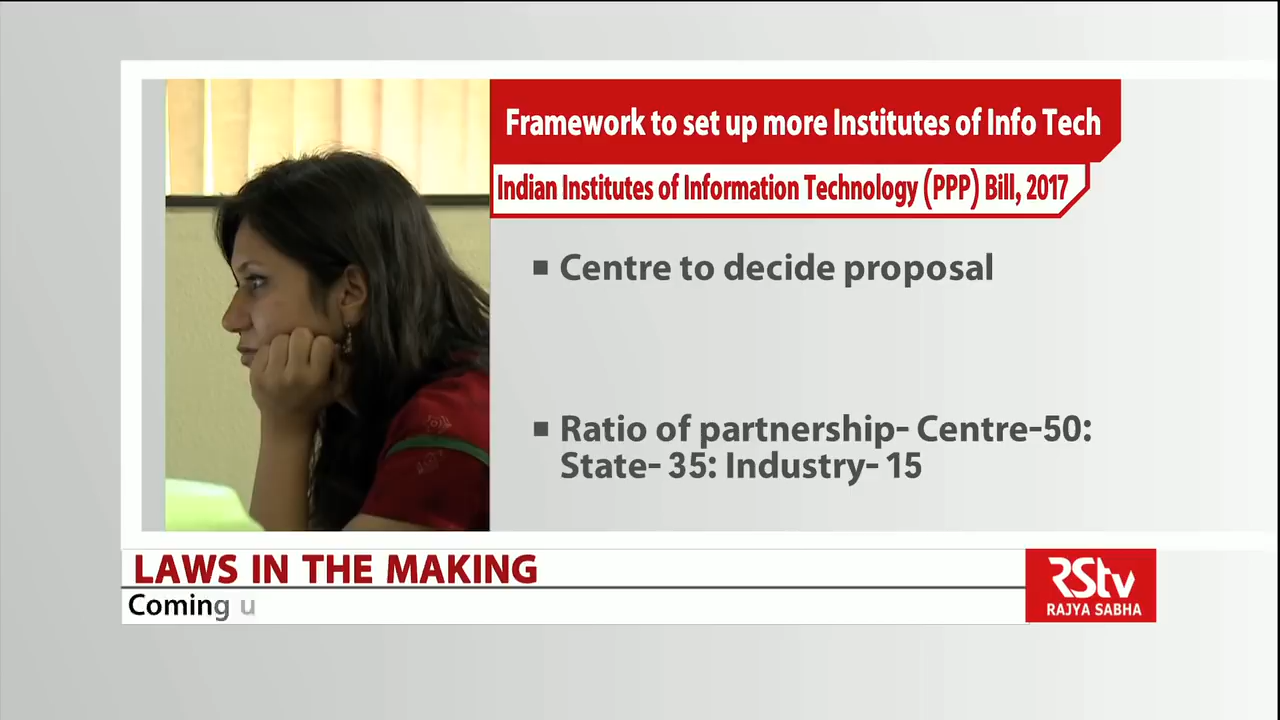 Framework to set up more Institutes of Info Tech
Indian Institutes of Information Technology (PPP) Bill, 2017
■ Centre to decide proposal
■ Ratio of partnership- Centre-50:
State- 35: Industry- 15
LAWS IN THE MAKING
Coming u
RSTV
RAJYA SABHA